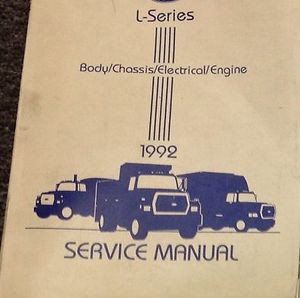 L-Series
Body/Chassis/Electrical/Engine
1992
SERVICE MANUAL